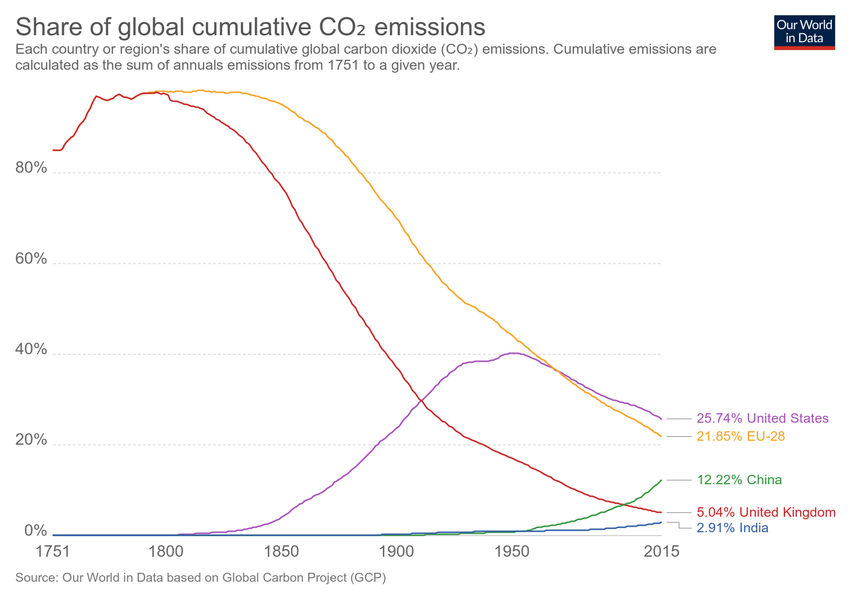 Share of global cumulative CO₂ emissions
Our World
in Data
Each country or region's share of cumulative global carbon dioxide (CO₂) emissions. Cumulative emissions are
calculated as the sum of annuals emissions from 1751 to a given year.
80%
60%
40%
20%
0%
25.74% United States
21.85% EU-28
12.22% China
5.04% United Kingdom
2.91% India
1751 1800 1850 1900 1950 2015
Source: Our World in Data based on Global Carbon Project (GCP)